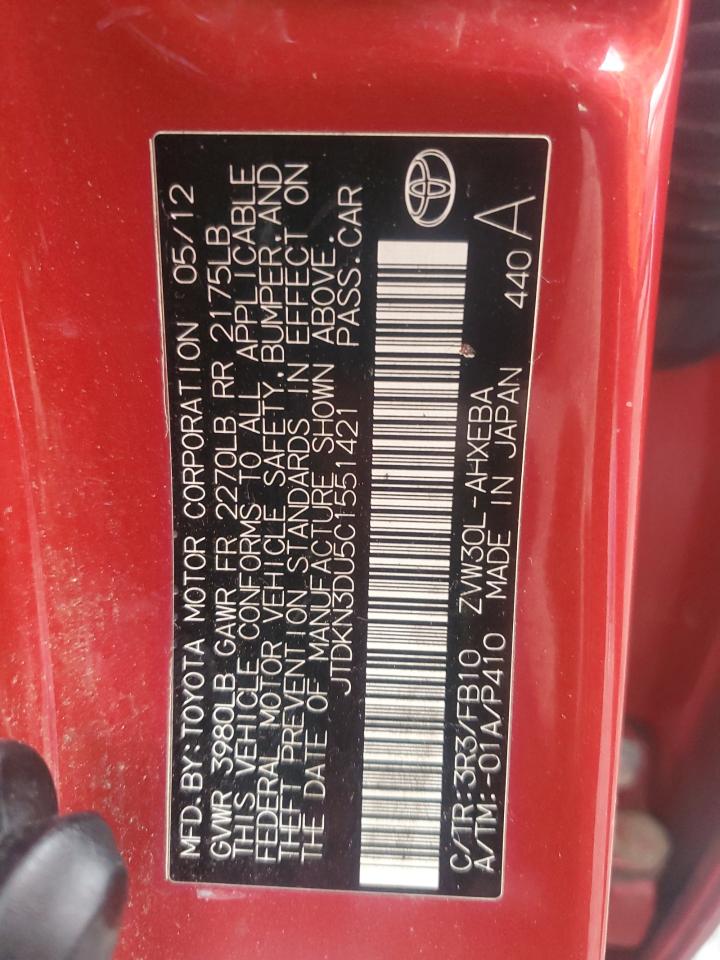 MFD. BY: TOYOTA MOTOR CORPORATION 05/12
GVWR 3980LB GAWR FR 2270LB RR 2175LB
THIS VEHICLE CONFORMS TO ALL APPLICABLE
FEDERAL MOTOR VEHICLE SAFETY, BUMPER, AND
THEFT PREVENTION STANDARDS IN EFFECT ON
THE DATE OF MANUFACTURE SHOWN ABOVE.
JTDKN3DU5C1551421 PASS. CAR
C/TR: 3R3/FB10 ZVW30L-AHXEBA 440
A/TM: -01A/P410 MADE IN JAPAN A